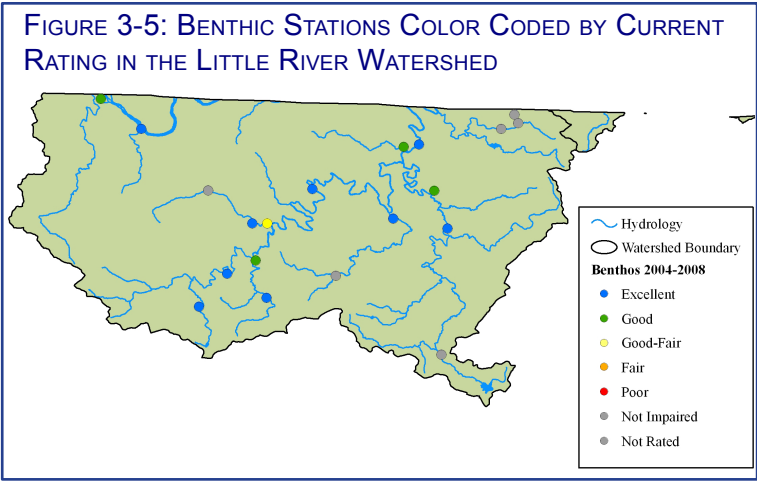 FIGURE 3-5: BENTHIC STATIONS COLOR CODED BY CURRENT
RATING IN THE LITTLE RIVER WATERSHED
Hydrology
Watershed Boundary
Benthos 2004-2008
Excellent
Good
Good-Fair
Fair
Poor
Not Impaired
Not Rated